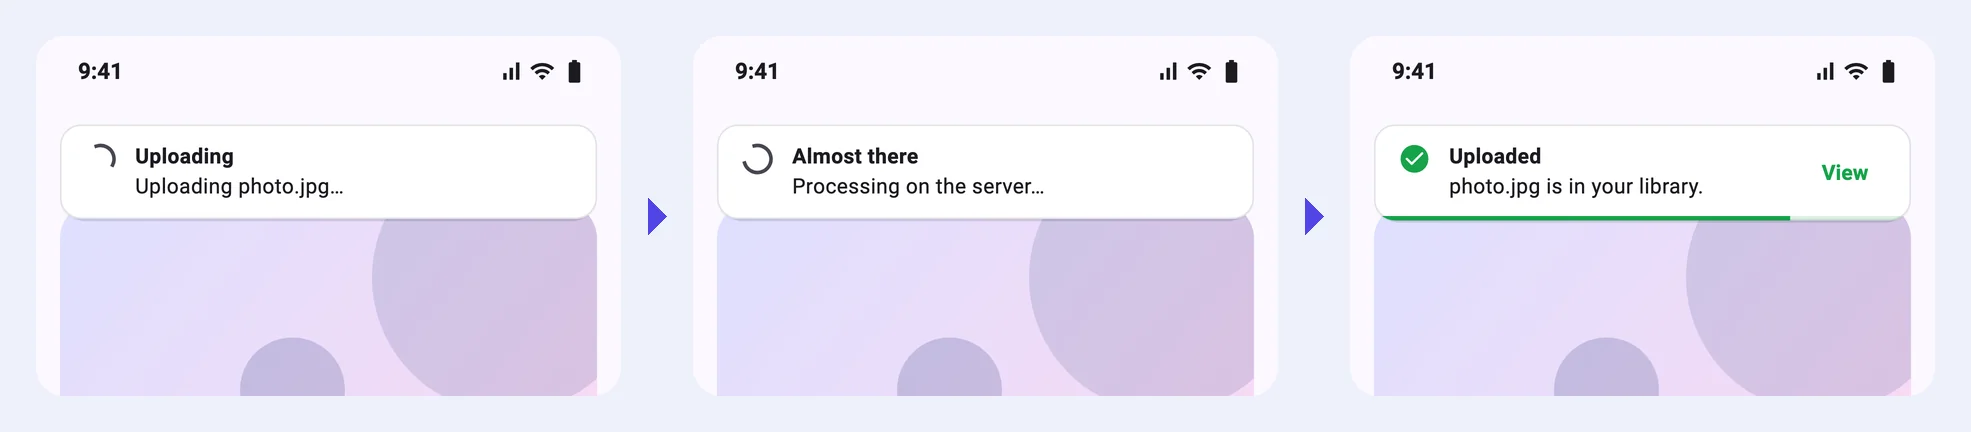 9:41
Uploading
Uploading photo.jpg…
9:41
Almost there
Processing on the server…
9:41
Uploaded
photo.jpg is in your library.
View